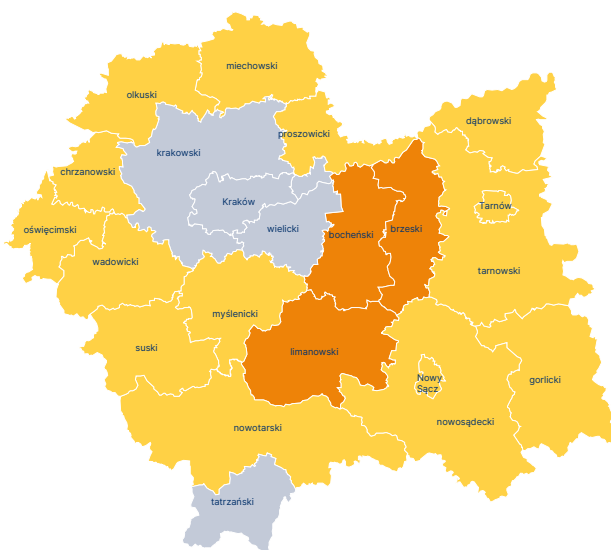 miechowski
olkuski
dąbrowski
proszowicki
krakowski
chrzanowski
Kraków
Tarnów
oświęcimski
wielicki
bocheński
brzeski
wadowicki
tarnowski
myślenicki
suski
limanowski
Nowy
Sącz
gorlicki
nowosądecki
nowotarski
tatrzański